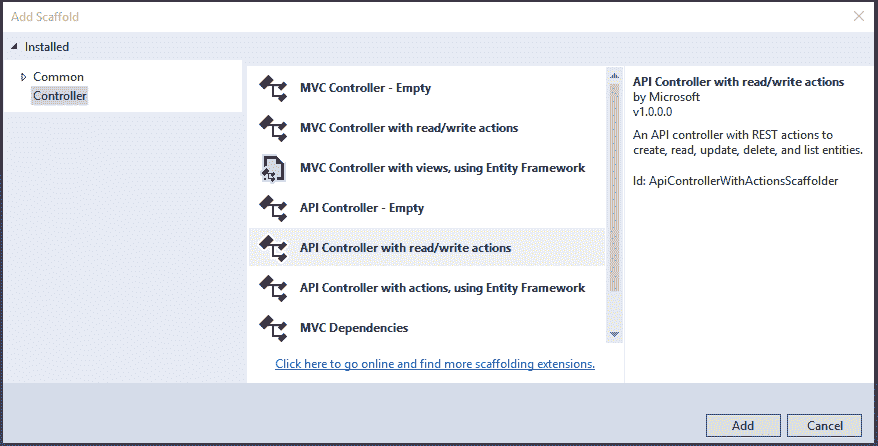 Add Scaffold
Installed
Common
Controller
MVC Controller - Empty
MVC Controller with read/write actions
MVC Controller with views, using Entity Framework
API Controller - Empty
API Controller with read/write actions
API Controller with actions, using Entity Framework
MVC Dependencies
Click here to go online and find more scaffolding extensions.
API Controller with read/write actions
by Microsoft
v1.0.0.0
An API controller with REST actions to
create, read, update, delete, and list entities.
Id: ApiControllerWithActionsScaffolder
Add
Cancel